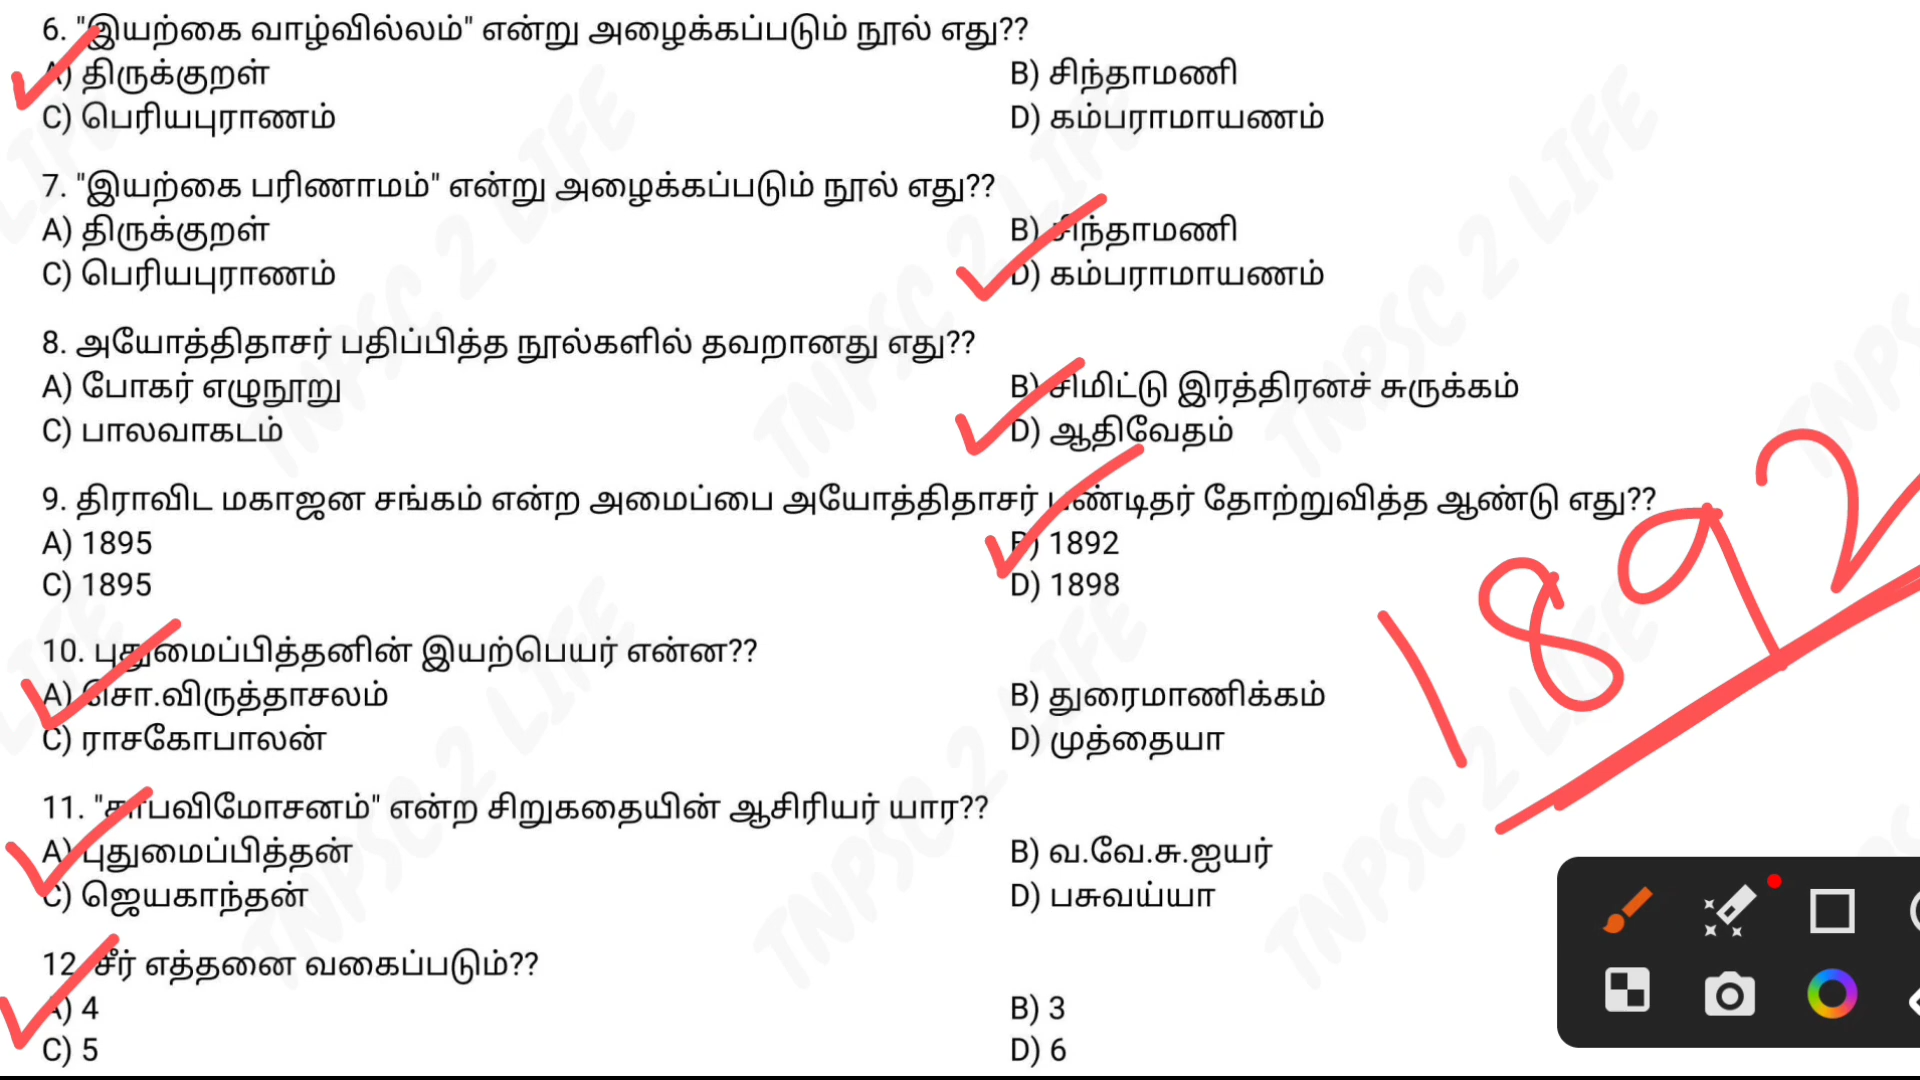 6. "இயற்கை வாழ்வில்லம்" என்று அழைக்கப்படும் நூல் எது??
A) திருக்குறள் B) சிந்தாமணி
C) பெரியபுராணம் D) கம்பராமாயணம்
7. "இயற்கை பரிணாமம்" என்று அழைக்கப்படும் நூல் எது??
A) திருக்குறள் B) சிந்தாமணி
C) பெரியபுராணம் D) கம்பராமாயணம்
8. அயோத்திதாசர் பதிப்பித்த நூல்களில் தவறானது எது??
A) போகர் எழுநூறு B) சிமிட்டு இரத்திரனச் சுருக்கம்
C) பாலவாகடம் D) ஆதிவேதம்
9. திராவிட மகாஜன சங்கம் என்ற அமைப்பை அயோத்திதாசர் பண்டிதர் தோற்றுவித்த ஆண்டு எது??
A) 1895 B) 1892
C) 1895 D) 1898
1892
10. புதுமைப்பித்தனின் இயற்பெயர் என்ன??
A) சொ.விருத்தாசலம் B) துரைமாணிக்கம்
C) ராசகோபாலன் D) முத்தையா
11. "சாபவிமோசனம்" என்ற சிறுகதையின் ஆசிரியர் யார??
A) புதுமைப்பித்தன் B) வ.வே.சு.ஐயர்
C) ஜெயகாந்தன் D) பசுவய்யா
12. சீர் எத்தனை வகைப்படும்??
A) 4 B) 3
C) 5 D) 6
TNPSC 2 LIFE